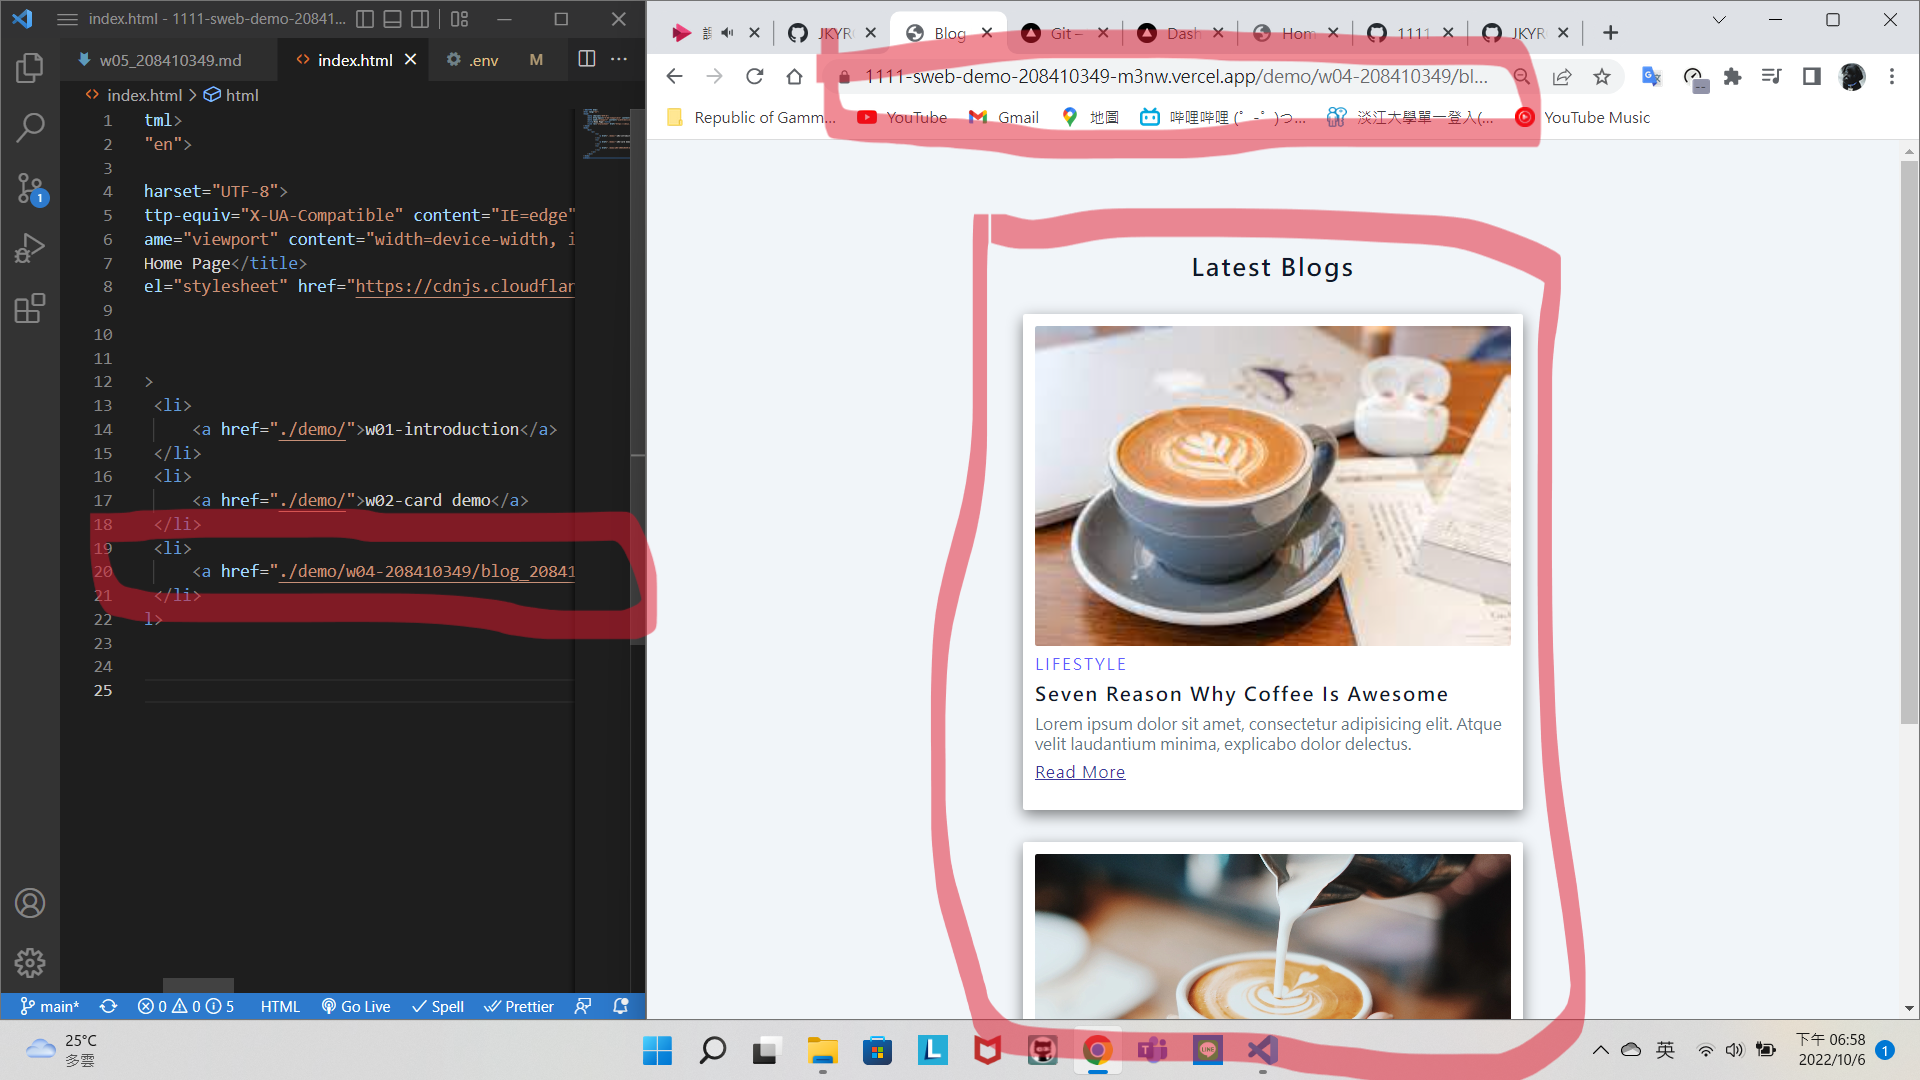 index.html - 1111-sweb-demo-20841...
w05_208410349.md
index.html
.env
M
index.html > html
1 tml>
2 "en">
3
4 harset="UTF-8">
5 ttp-equiv="X-UA-Compatible" content="IE=edge"
6 ame="viewport" content="width=device-width, i
7 Home Page</title>
8 el="stylesheet" href="https://cdnjs.cloudflar
9
10
11
12 >
13 <li>
14 <a href="./demo/">w01-introduction</a>
15 </li>
16 <li>
17 <a href="./demo/">w02-card demo</a>
18 </li>
19 <li>
20 <a href="./demo/w04-208410349/blog_20841
21 </li>
22 l>
23
24
25
1
main*
0 0 5
HTML
Go Live
Spell
Prettier
JKYR
Blog
Git –
Dash
Hom
1111
JKYR
1111-sweb-demo-208410349-m3nw.vercel.app/demo/w04-208410349/bl...
Republic of Gamm...
YouTube
Gmail
地圖
哔哩哔哩 (゜-゜)つ...
淡江大學單一登入(...
YouTube Music
Latest Blogs
LIFESTYLE
Seven Reason Why Coffee Is Awesome
Lorem ipsum dolor sit amet, consectetur adipisicing elit. Atque
velit laudantium minima, explicabo dolor delectus.
Read More
25°C
多雲
英
下午 06:58
2022/10/6
1